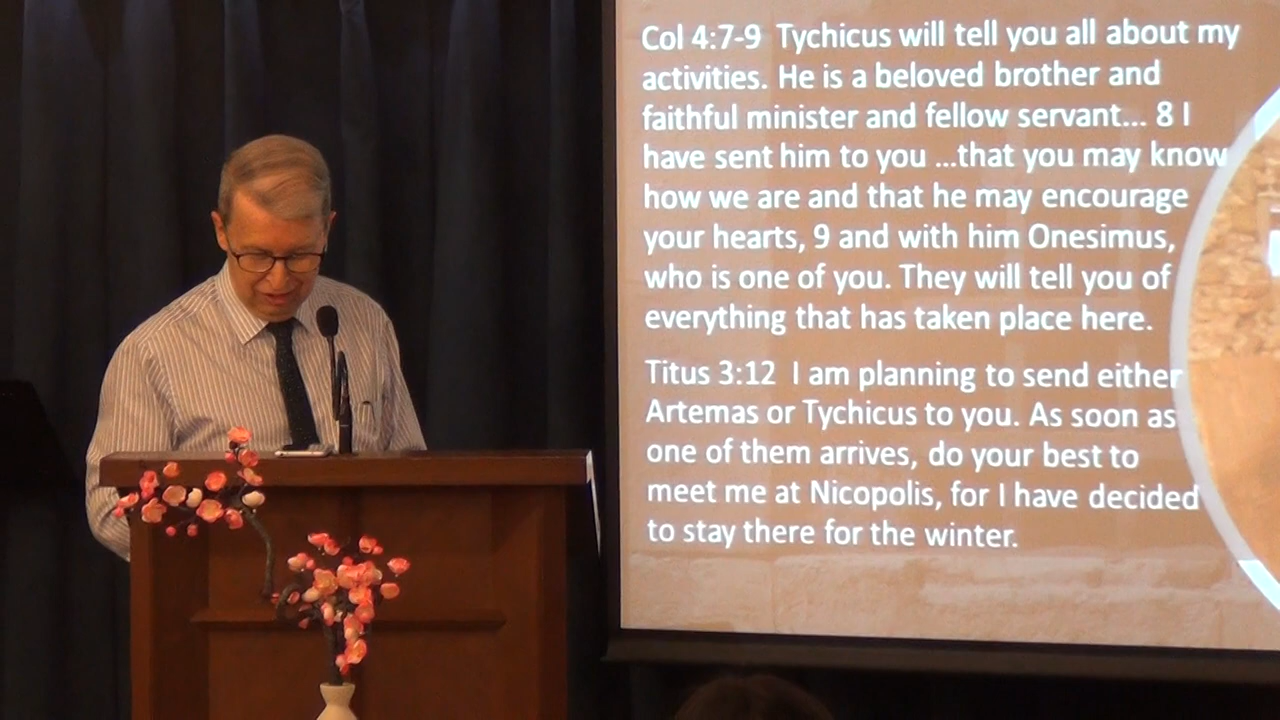 Col 4:7-9 Tychicus will tell you all about my
activities. He is a beloved brother and
faithful minister and fellow servant... 8 I
have sent him to you ...that you may know
how we are and that he may encourage
your hearts, 9 and with him Onesimus,
who is one of you. They will tell you of
everything that has taken place here.
Titus 3:12 I am planning to send either
Artemas or Tychicus to you. As soon as
one of them arrives, do your best to
meet me at Nicopolis, for I have decided
to stay there for the winter.